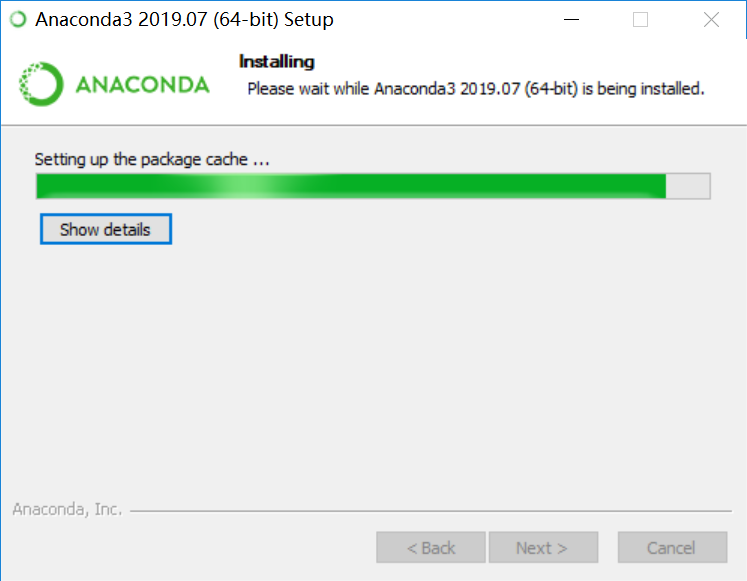 Anaconda3 2019.07 (64-bit) Setup
ANACONDA
Installing
Please wait while Anaconda3 2019.07 (64-bit) is being installed.
Setting up the package cache ...
Show details
Anaconda, Inc.
< Back
Next >
Cancel